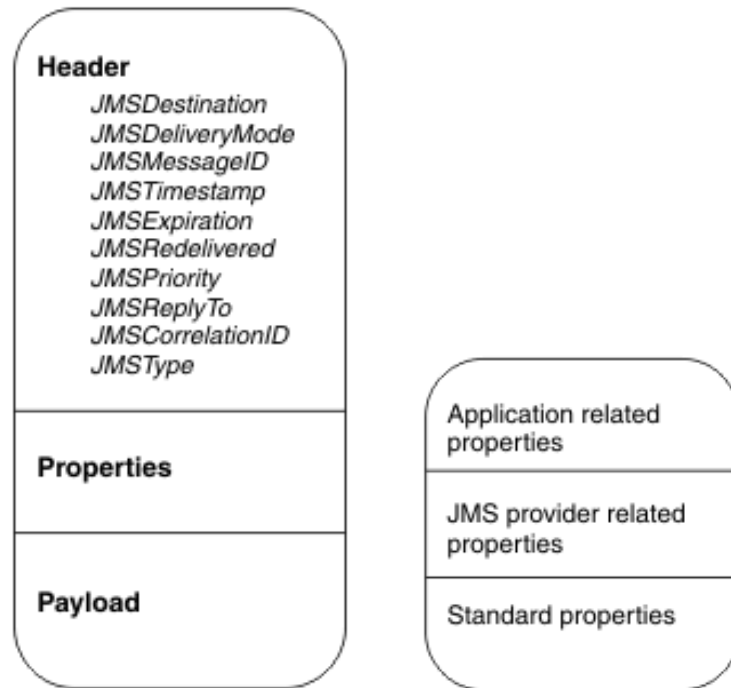 Header
JMSDestination
JMSDeliveryMode
JMSMessageID
JMSTimestamp
JMSExpiration
JMSRedelivered
JMSPriority
JMSReplyTo
JMSCorrelationID
JMSType
Properties
Payload
Application related
properties
JMS provider related
properties
Standard properties